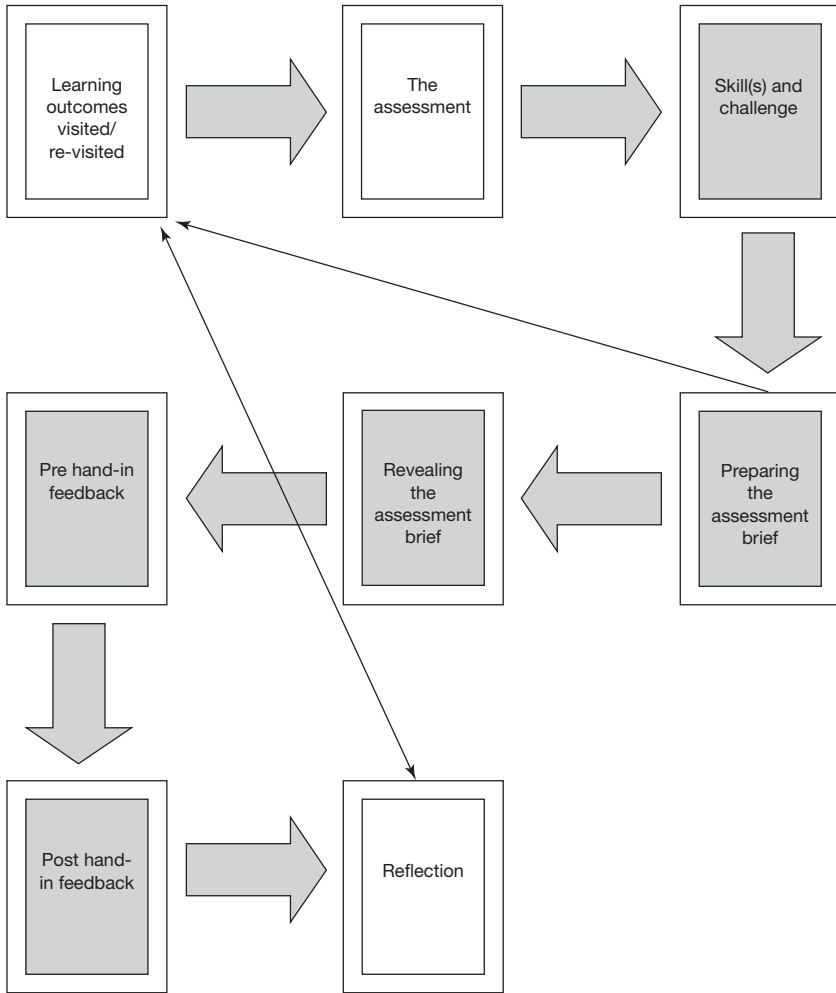 Learning
outcomes
visited/
re-visited
The
assessment
Skill(s) and
challenge
Pre hand-in
feedback
Revealing
the
assessment
brief
Preparing
the
assessment
brief
Post hand-
in feedback
Reflection